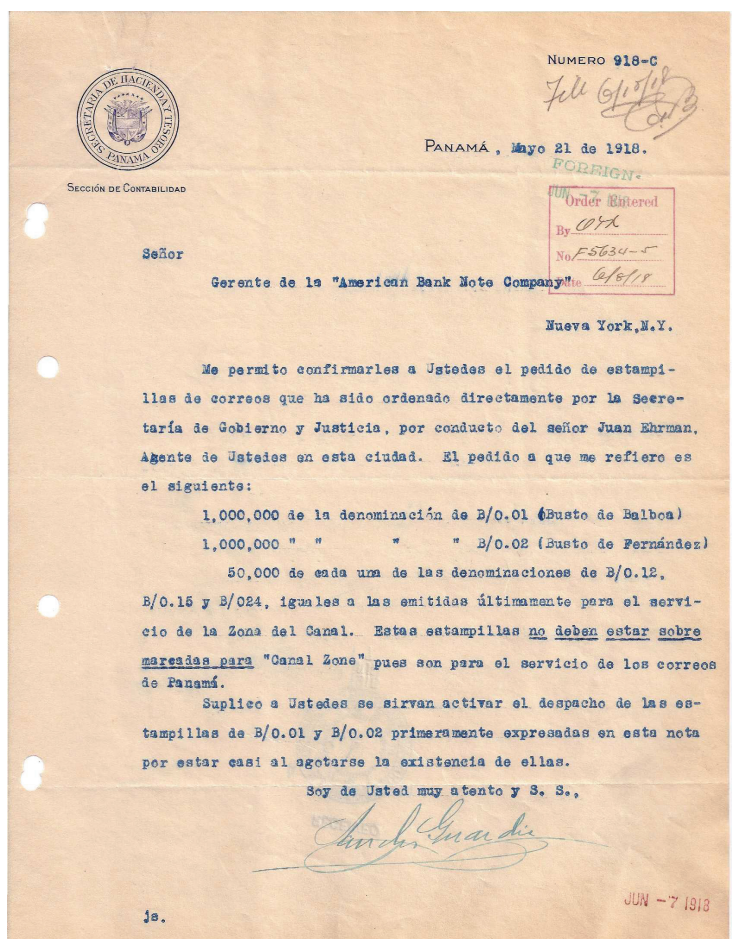 NUMERO 918-C
6/10/18
SECRETARIA DE HACIENDA Y TESORO
PANAMA
SECCIÓN DE CONTABILIDAD
PANAMÁ, Mayo 21 de 1918.
FOREIGN.
JUN -7 1918
Order Entered
By
No. F5634-5
Date 6/8/18
Señor
Gerente de la "American Bank Note Company"
Nueva York,N.Y.
Me permito confirmarles a Ustedes el pedido de estampi-
llas de correos que ha sido ordenado directamente por la Secre-
taría de Gobierno y Justicia, por conducto del señor Juan Ehrman,
Agente de Ustedes en esta ciudad. El pedido a que me refiero es
el siguiente:
1,000,000 de la denominación de B/0.01 (Busto de Balboa)
1,000,000 " " " " B/0.02 (Busto de Fernández)
50,000 de cada una de las denominaciones de B/0.12,
B/0.15 y B/024, iguales a las emitidas últimamente para el servi-
cio de la Zona del Canal. Estas estampillas no deben estar sobre
marcadas para "Canal Zone" pues son para el servicio de los correos
de Panamá.
Suplico a Ustedes se sirvan activar el despacho de las es-
tampillas de B/0.01 y B/0.02 primeramente expresadas en esta nota
por estar casi al agotarse la existencia de ellas.
Soy de Usted muy atento y S. S.,
JUN -7 1918
js.